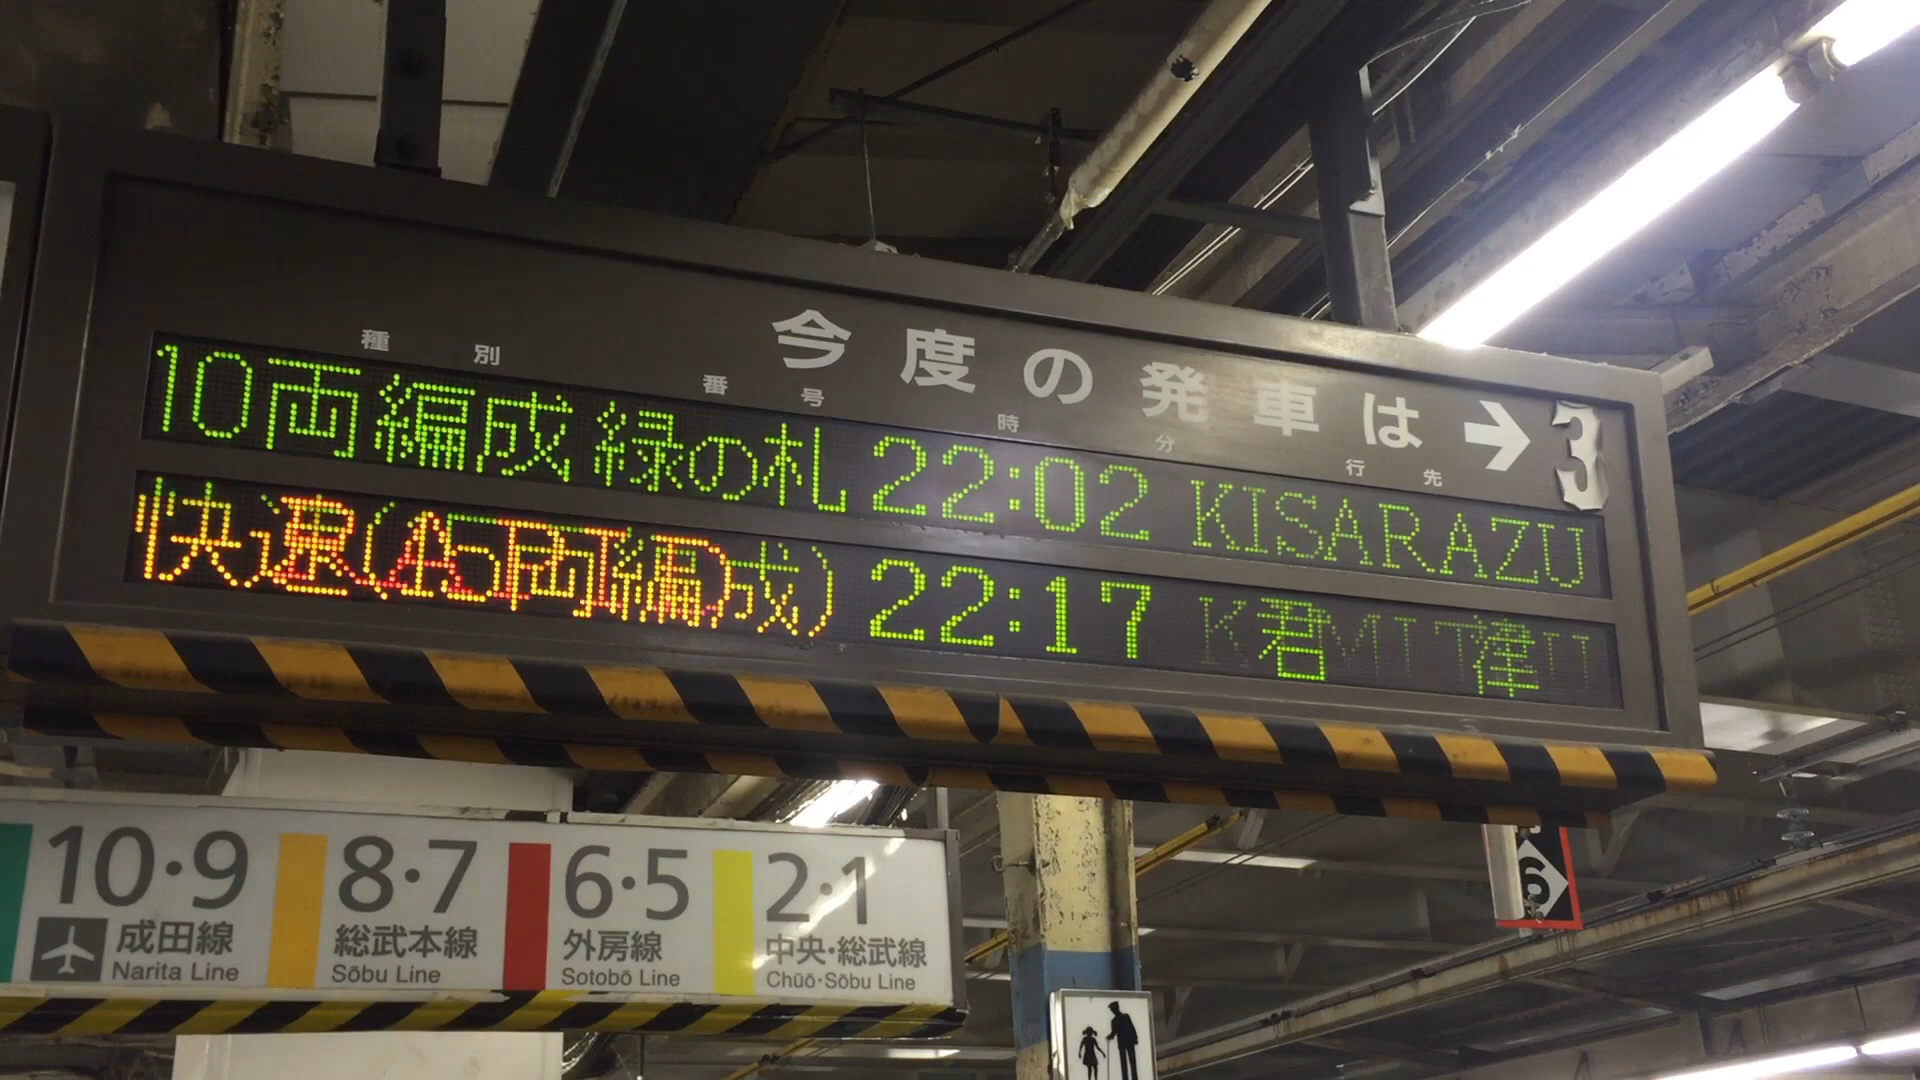 今度の発車は→3
種別 番号 時分 行先
10両編成 緑の札 22:02 KISARAZU
快速 22:17 君津
10・9 8・7 6・5 2・1
成田線 総武本線 外房線 中央・総武線
Narita Line Sōbu Line Sotobō Line Chūō・Sōbu Line
6